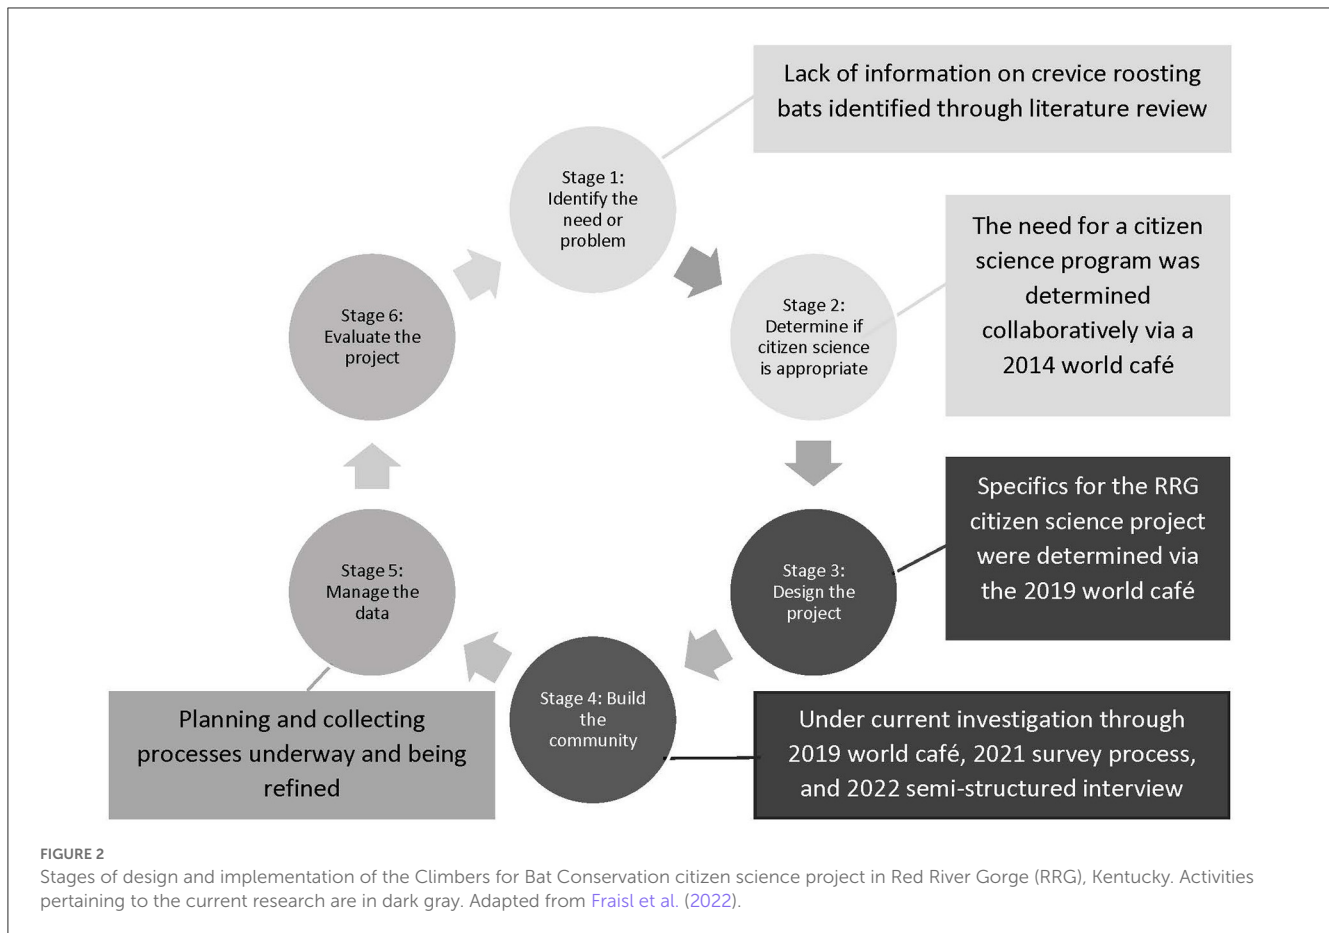 Lack of information on crevice roosting
bats identified through literature review
Stage 1:
Identify the
need or
problem
The need for a citizen
science program was
determined
collaboratively via a
2014 world café
Stage 2:
Determine if
citizen science
is appropriate
Stage 6:
Evaluate the
project
Specifics for the RRG
citizen science project
were determined via
the 2019 world café
Stage 3:
Design the
project
Stage 5:
Manage the
data
Stage 4: Build
the
community
Under current investigation through
2019 world café, 2021 survey process,
and 2022 semi-structured interview
Planning and collecting
processes underway and being
refined
FIGURE 2
Stages of design and implementation of the Climbers for Bat Conservation citizen science project in Red River Gorge (RRG), Kentucky. Activities
pertaining to the current research are in dark gray. Adapted from Fraisl et al. (2022).